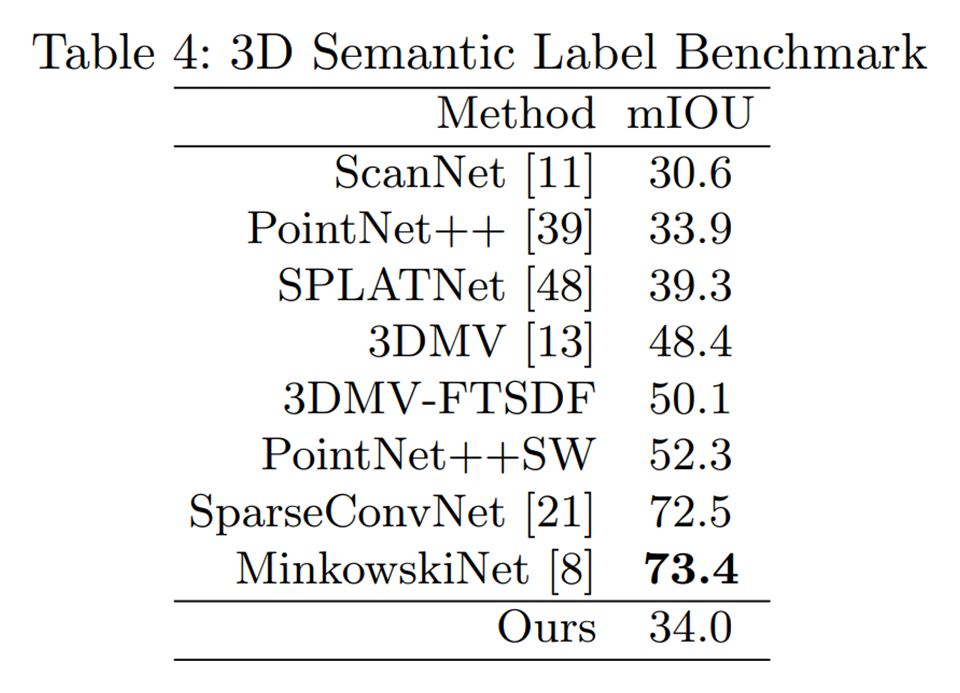 Table 4: 3D Semantic Label Benchmark
Method mIOU
ScanNet [11] 30.6
PointNet++ [39] 33.9
SPLATNet [48] 39.3
3DMV [13] 48.4
3DMV-FTSDF 50.1
PointNet++SW 52.3
SparseConvNet [21] 72.5
MinkowskiNet [8] 73.4
Ours 34.0